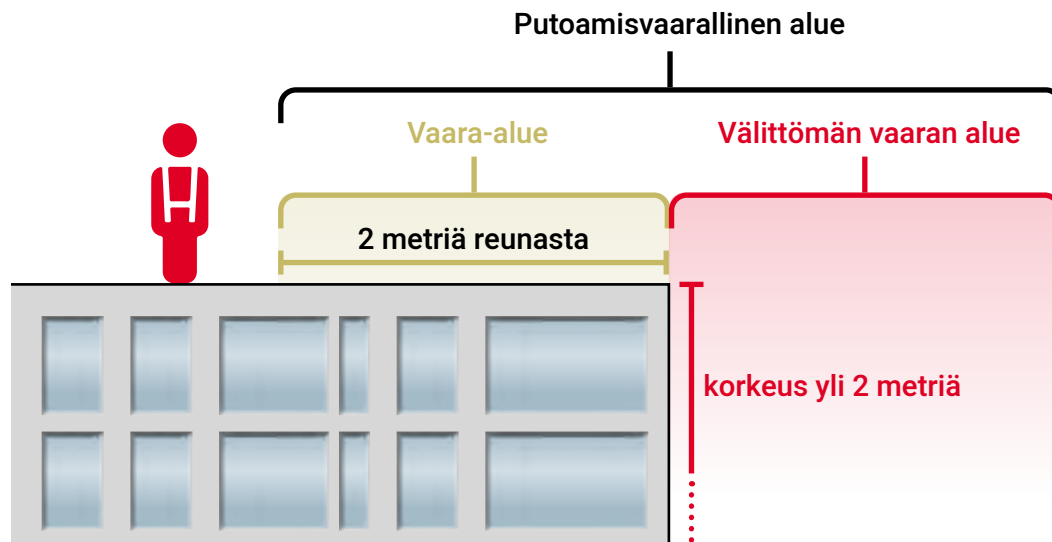 Putoamisvaarallinen alue
Vaara-alue
Välittömän vaaran alue
2 metriä reunasta
korkeus yli 2 metriä